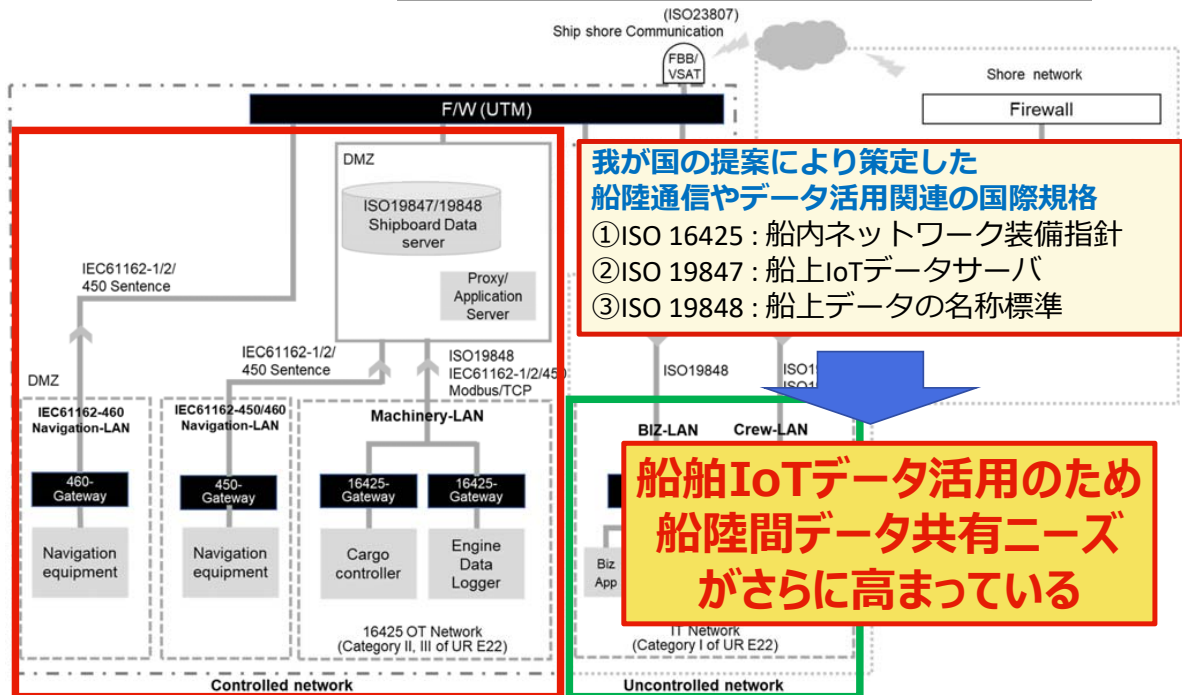 (ISO23807)
Ship shore Communication
FBB/
VSAT
Shore network
F/W (UTM)
Firewall
DMZ
ISO19847/19848
Shipboard Data
server
Proxy/
Application
Server
我が国の提案により策定した
船陸通信やデータ活用関連の国際規格
①ISO 16425 : 船内ネットワーク装備指針
②ISO 19847 : 船上IoTデータサーバ
③ISO 19848 : 船上データの名称標準
IEC61162-1/2/
450 Sentence
IEC61162-1/2/
450 Sentence
ISO19848
IEC61162-1/2/450
Modbus/TCP
ISO19848
DMZ
IEC61162-460
Navigation-LAN
IEC61162-450/460
Navigation-LAN
Machinery-LAN
BIZ-LAN
Crew-LAN
460-
Gateway
450-
Gateway
16425-
Gateway
16425-
Gateway
Navigation
equipment
Navigation
equipment
Cargo
controller
Engine
Data
Logger
Biz
App
船舶IoTデータ活用のため
船陸間データ共有ニーズ
がさらに高まっている
16425 OT Network
(Category II, III of UR E22)
IT Network
(Category I of UR E22)
Controlled network
Uncontrolled network